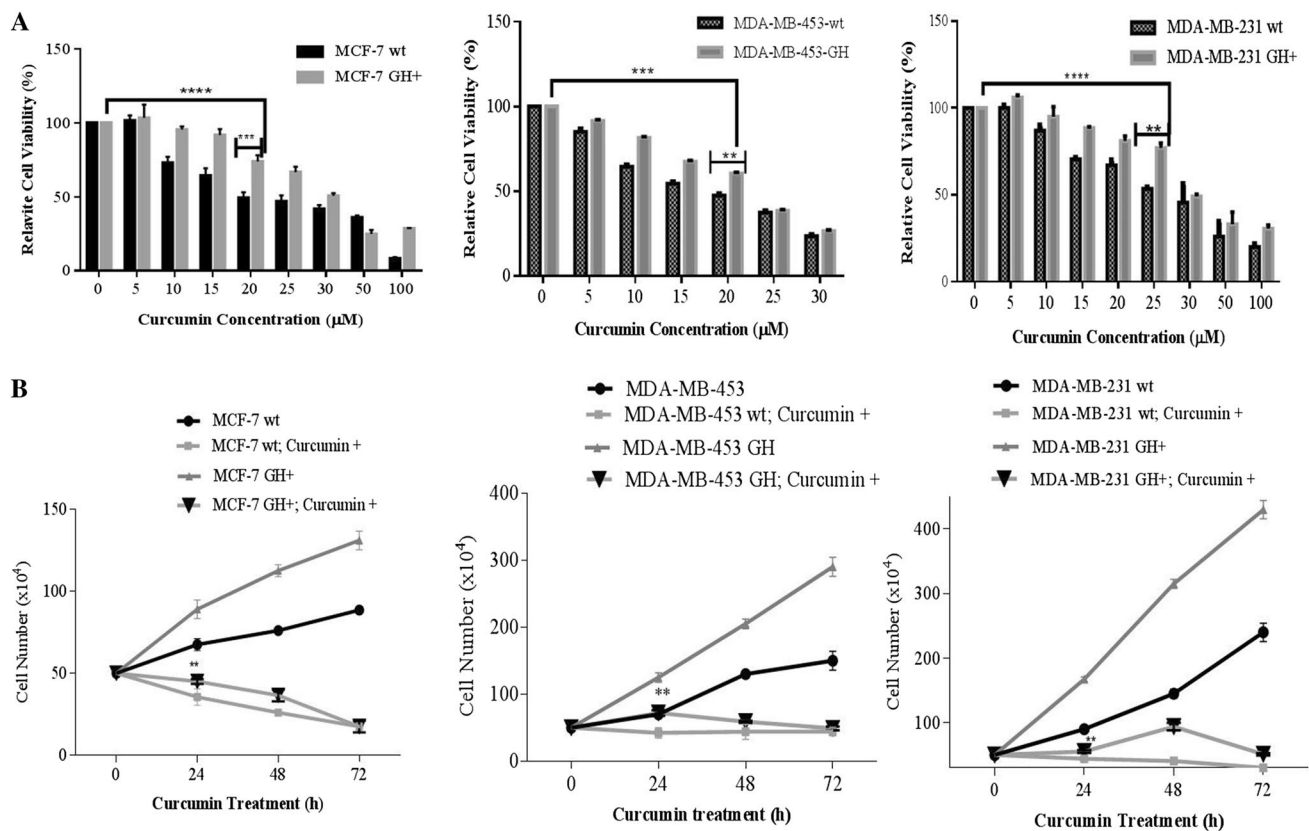 A
Relavite Cell Viability (%)
150
100
50
0
MCF-7 wt
MCF-7 GH+
****
***
0 5 10 15 20 25 30 50 100
Curcumin Concentration (µM)
Relative Cell Viability (%)
150
100
50
0
MDA-MB-453-wt
MDA-MB-453-GH
***
**
0 5 10 15 20 25 30
Curcumin Concentration (µM)
Relative Cell Viability (%)
150
100
50
0
MDA-MB-231 wt
MDA-MB-231 GH+
****
**
0 5 10 15 20 25 30 50 100
Curcumin Concentration (µM)
B
MCF-7 wt
MCF-7 wt; Curcumin +
MCF-7 GH+
MCF-7 GH+; Curcumin +
Cell Number (x10⁴)
150
100
50
0
**
0 24 48 72
Curcumin Treatment (h)
MDA-MB-453
MDA-MB-453 wt; Curcumin +
MDA-MB-453 GH
MDA-MB-453 GH; Curcumin +
Cell Number (x10⁴)
400
300
200
100
0
**
0 24 48 72
Curcumin treatment (h)
MDA-MB-231 wt
MDA-MB-231 wt; Curcumin +
MDA-MB-231 GH+
MDA-MB-231 GH+; Curcumin +
Cell Number (x10⁴)
400
300
200
100
**
0 24 48 72
Curcumin Treatment (h)